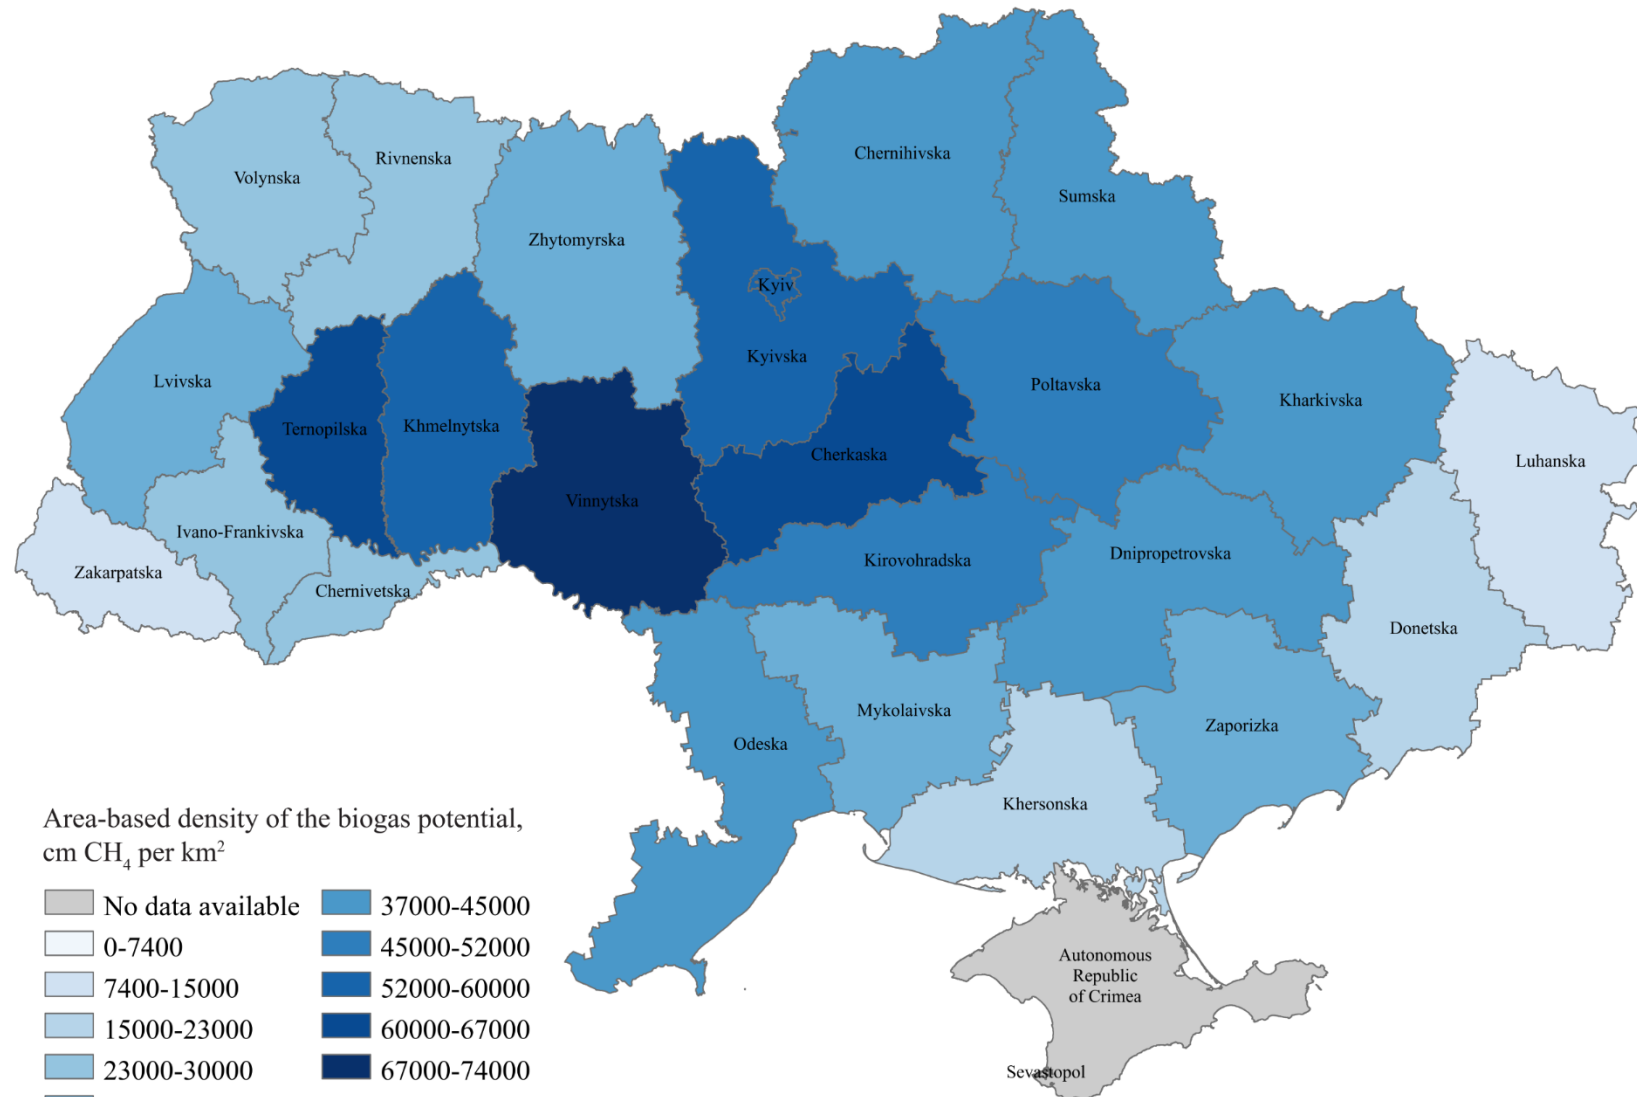 Chernihivska
Rivnenska
Volynska
Sumska
Zhytomyrska
Kyiv
Kyivska
Lvivska
Poltavska
Kharkivska
Ternopilska
Khmelnytska
Cherkaska
Luhanska
Vinnytska
Ivano-Frankivska
Zakarpatska
Kirovohradska
Dnipropetrovska
Chernivetska
Donetska
Mykolaivska
Zaporizka
Odeska
Khersonska
Area-based density of the biogas potential,
cm CH₄ per km²
No data available
0-7400
7400-15000
15000-23000
23000-30000
37000-45000
45000-52000
52000-60000
60000-67000
67000-74000
Autonomous
Republic
of Crimea
Sevastopol